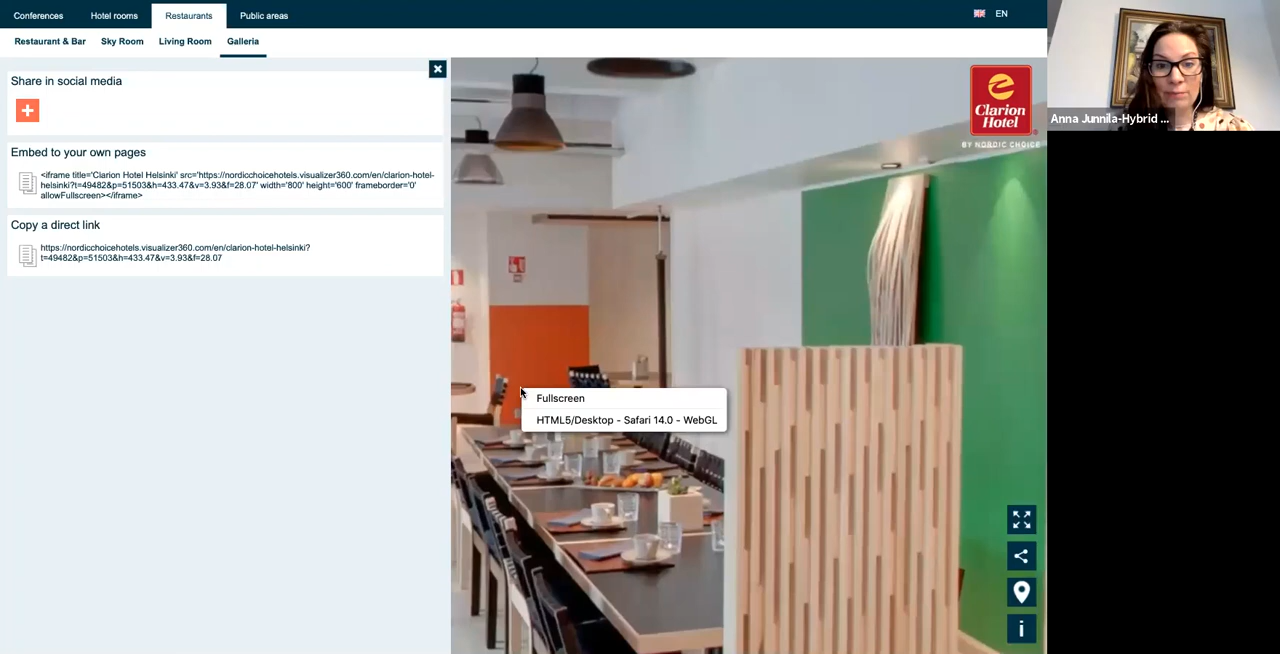 Conferences
Hotel rooms
Restaurants
Public areas
EN
Restaurant & Bar
Sky Room
Living Room
Galleria
Share in social media
Embed to your own pages
<iframe title='Clarion Hotel Helsinki' src='https://nordicchoicehotels.visualizer360.com/en/clarion-hotel-
helsinki?t=49482&p=51503&h=433.47&v=3.93&f=28.07' width='800' height='600' frameborder='0'
allowFullscreen></iframe>
Copy a direct link
https://nordicchoicehotels.visualizer360.com/en/clarion-hotel-helsinki?
t=49482&p=51503&h=433.47&v=3.93&f=28.07
Clarion
Hotel
BY NORDIC CHOICE
Fullscreen
HTML5/Desktop - Safari 14.0 - WebGL
Anna Junnila-Hybrid ...